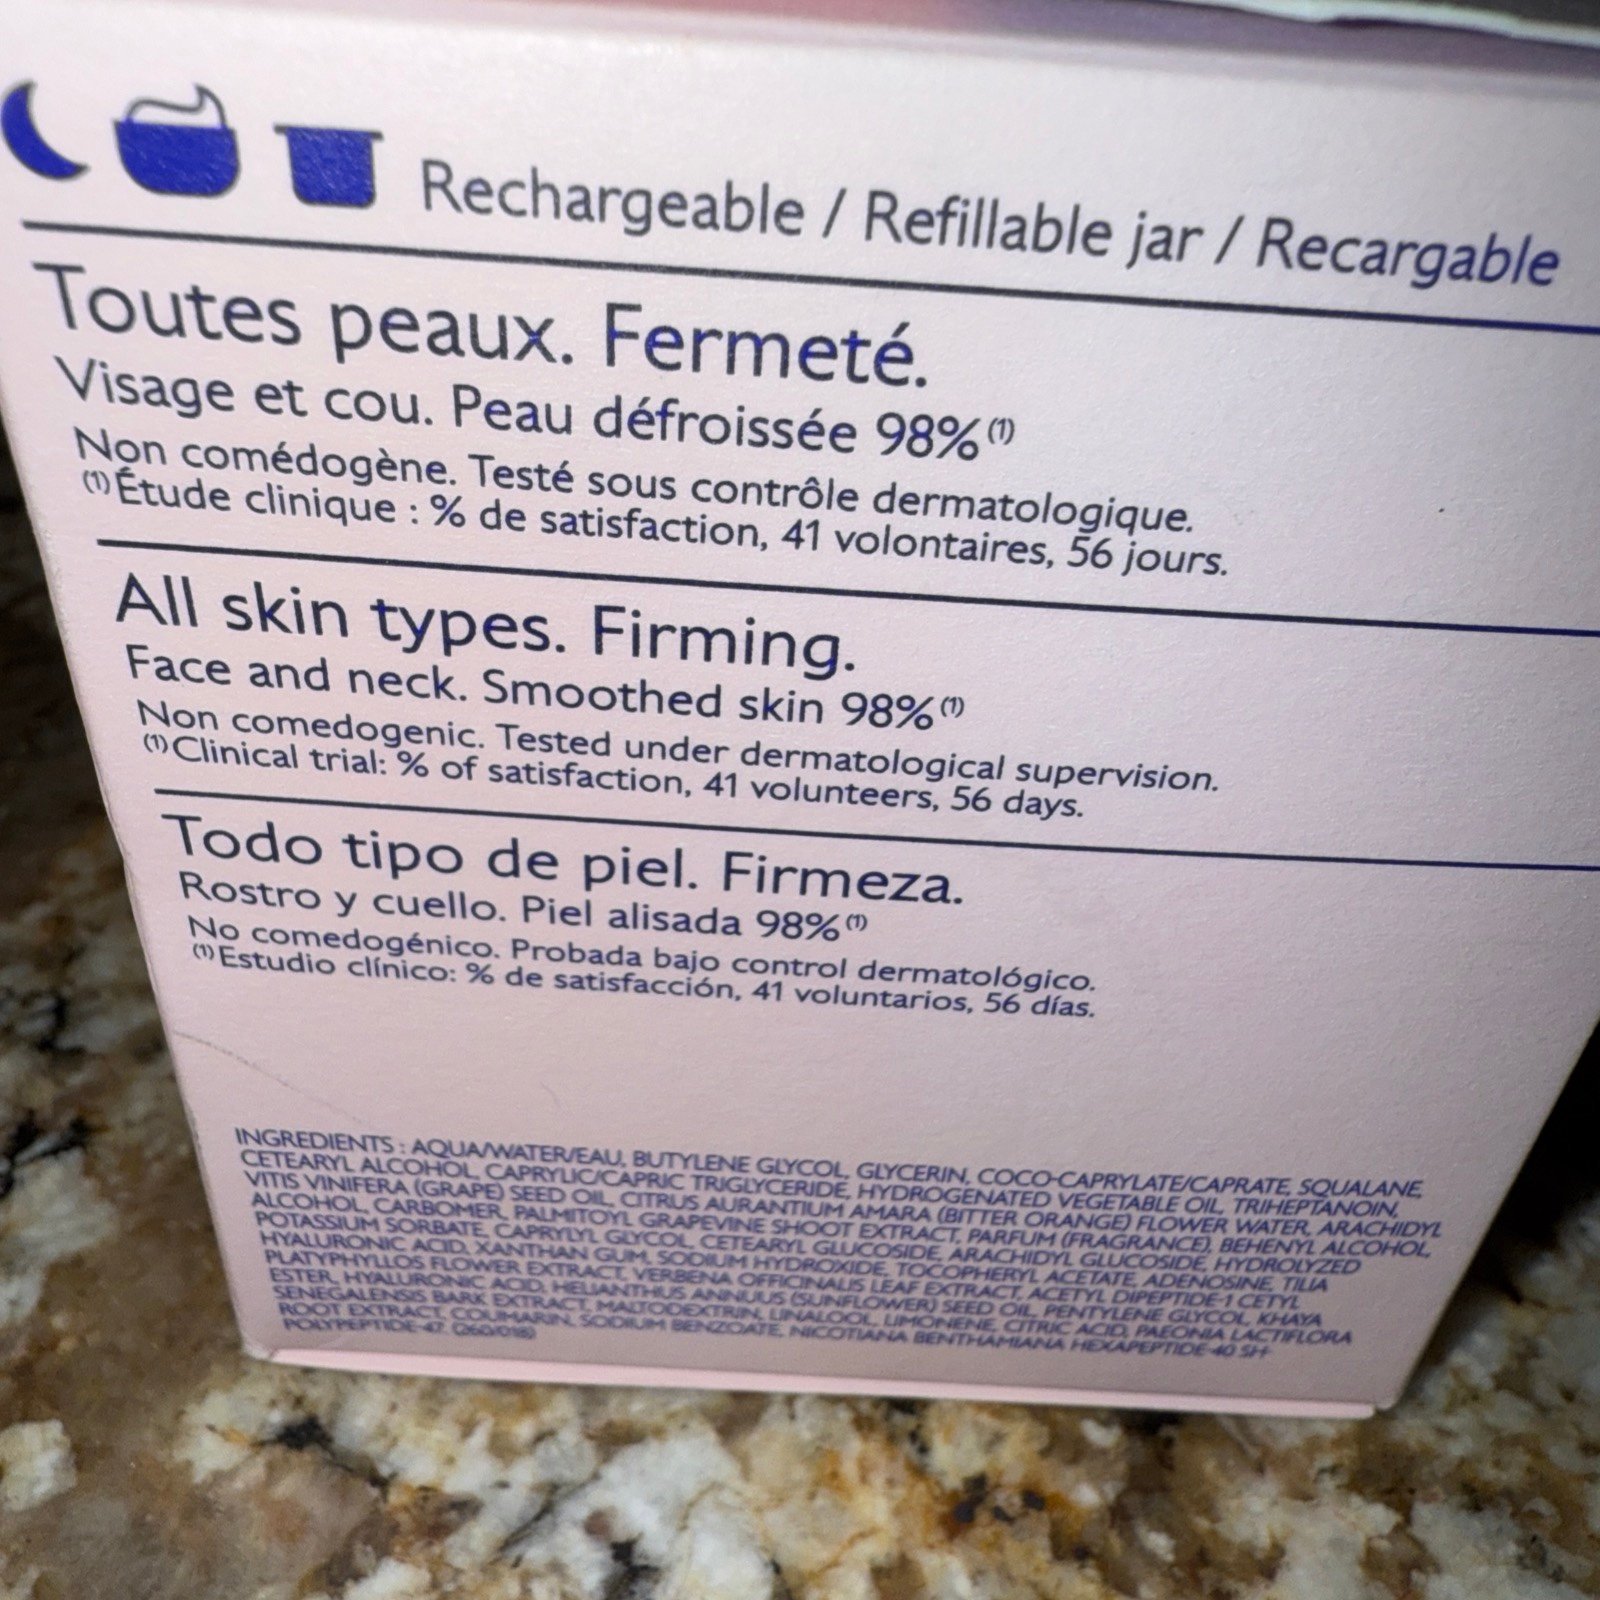 Rechargeable / Refillable jar / Recargable
Toutes peaux. Fermeté.
Visage et cou. Peau défroissée 98%(1)
Non comédogène. Testé sous contrôle dermatologique.
(1)Étude clinique : % de satisfaction, 41 volontaires, 56 jours.
All skin types. Firming.
Face and neck. Smoothed skin 98%(1)
Non comedogenic. Tested under dermatological supervision.
(1)Clinical trial: % of satisfaction, 41 volunteers, 56 days.
Todo tipo de piel. Firmeza.
Rostro y cuello. Piel alisada 98%(1)
No comedogénico. Probada bajo control dermatológico.
(1)Estudio clínico: % de satisfacción, 41 voluntarios, 56 días.
INGREDIENTS : AQUA/WATER/EAU, BUTYLENE GLYCOL, GLYCERIN, COCO-CAPRYLATE/CAPRATE, SQUALANE,
CETEARYL ALCOHOL, CAPRYLIC/CAPRIC TRIGLYCERIDE, HYDROGENATED VEGETABLE OIL, TRIHEPTANOIN,
VITIS VINIFERA (GRAPE) SEED OIL, CITRUS AURANTIUM AMARA (BITTER ORANGE) FLOWER WATER, ARACHIDYL
ALCOHOL, CARBOMER, PALMITOYL GRAPEVINE SHOOT EXTRACT, PARFUM (FRAGRANCE), BEHENYL ALCOHOL,
POTASSIUM SORBATE, CAPRYLYL GLYCOL, CETEARYL GLUCOSIDE, ARACHIDYL GLUCOSIDE, HYDROLYZED
HYALURONIC ACID, XANTHAN GUM, SODIUM HYDROXIDE, TOCOPHERYL ACETATE, ADENOSINE, TILIA
PLATYPHYLLOS FLOWER EXTRACT, VERBENA OFFICINALIS LEAF EXTRACT, ACETYL DIPEPTIDE-1 CETYL
ESTER, HYALURONIC ACID, HELIANTHUS ANNUUS (SUNFLOWER) SEED OIL, PENTYLENE GLYCOL, KHAYA
SENEGALENSIS BARK EXTRACT, MALTODEXTRIN, LINALOOL, LIMONENE, CITRIC ACID, PAEONIA LACTIFLORA
ROOT EXTRACT, COUMARIN, SODIUM BENZOATE, NICOTIANA BENTHAMIANA HEXAPEPTIDE-40 SH-
POLYPEPTIDE-47. (260/018)